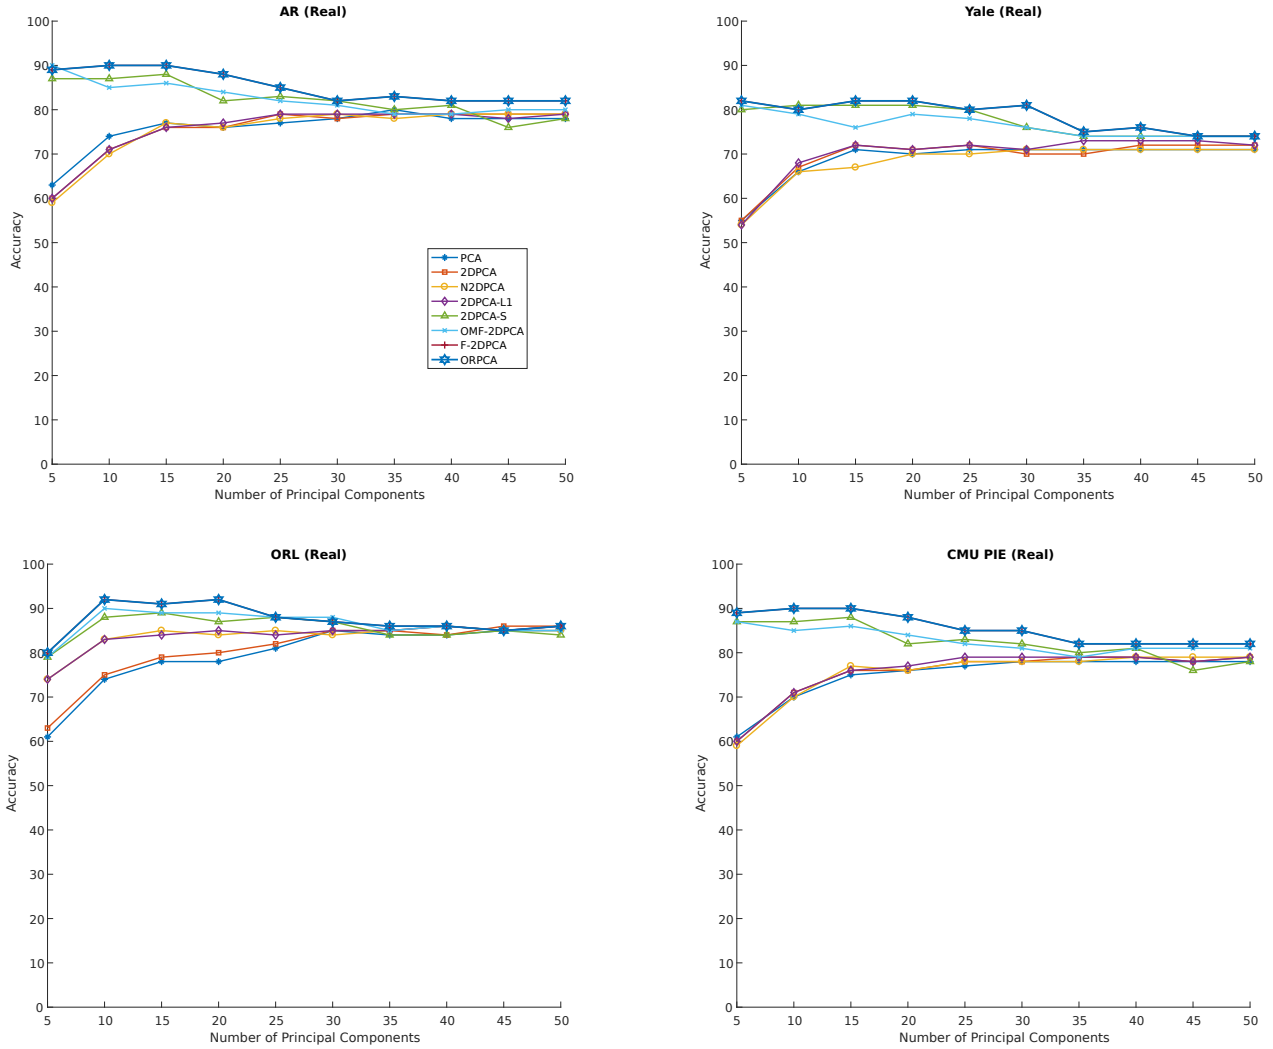 AR (Real)
100
90
80
70
60
50
40
30
20
10
0
Accuracy
5 10 15 20 25 30 35 40 45 50
Number of Principal Components
PCA
2DPCA
N2DPCA
2DPCA-L1
2DPCA-S
OMF-2DPCA
F-2DPCA
ORPCA
Yale (Real)
100
90
80
70
60
50
40
30
20
10
0
Accuracy
5 10 15 20 25 30 35 40 45 50
Number of Principal Components
ORL (Real)
100
90
80
70
60
50
40
30
20
10
0
Accuracy
5 10 15 20 25 30 35 40 45 50
Number of Principal Components
CMU PIE (Real)
100
90
80
70
60
50
40
30
20
10
0
Accuracy
5 10 15 20 25 30 35 40 45 50
Number of Principal Components